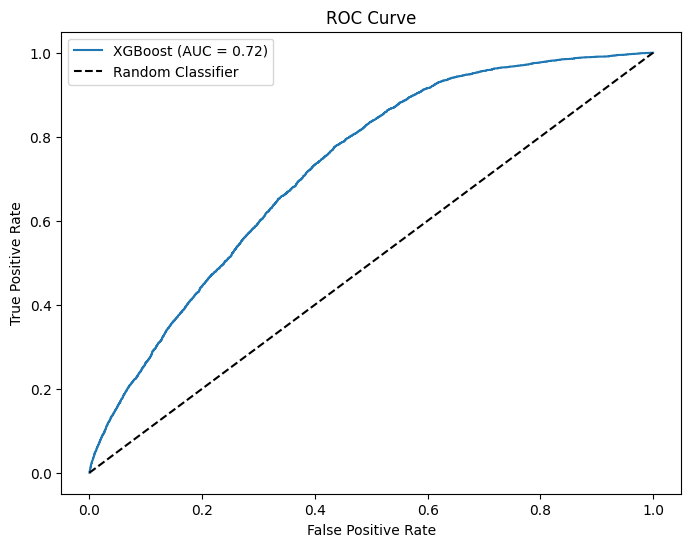 ROC Curve
XGBoost (AUC = 0.72)
Random Classifier
True Positive Rate
1.0
0.8
0.6
0.4
0.2
0.0
0.0 0.2 0.4 0.6 0.8 1.0
False Positive Rate